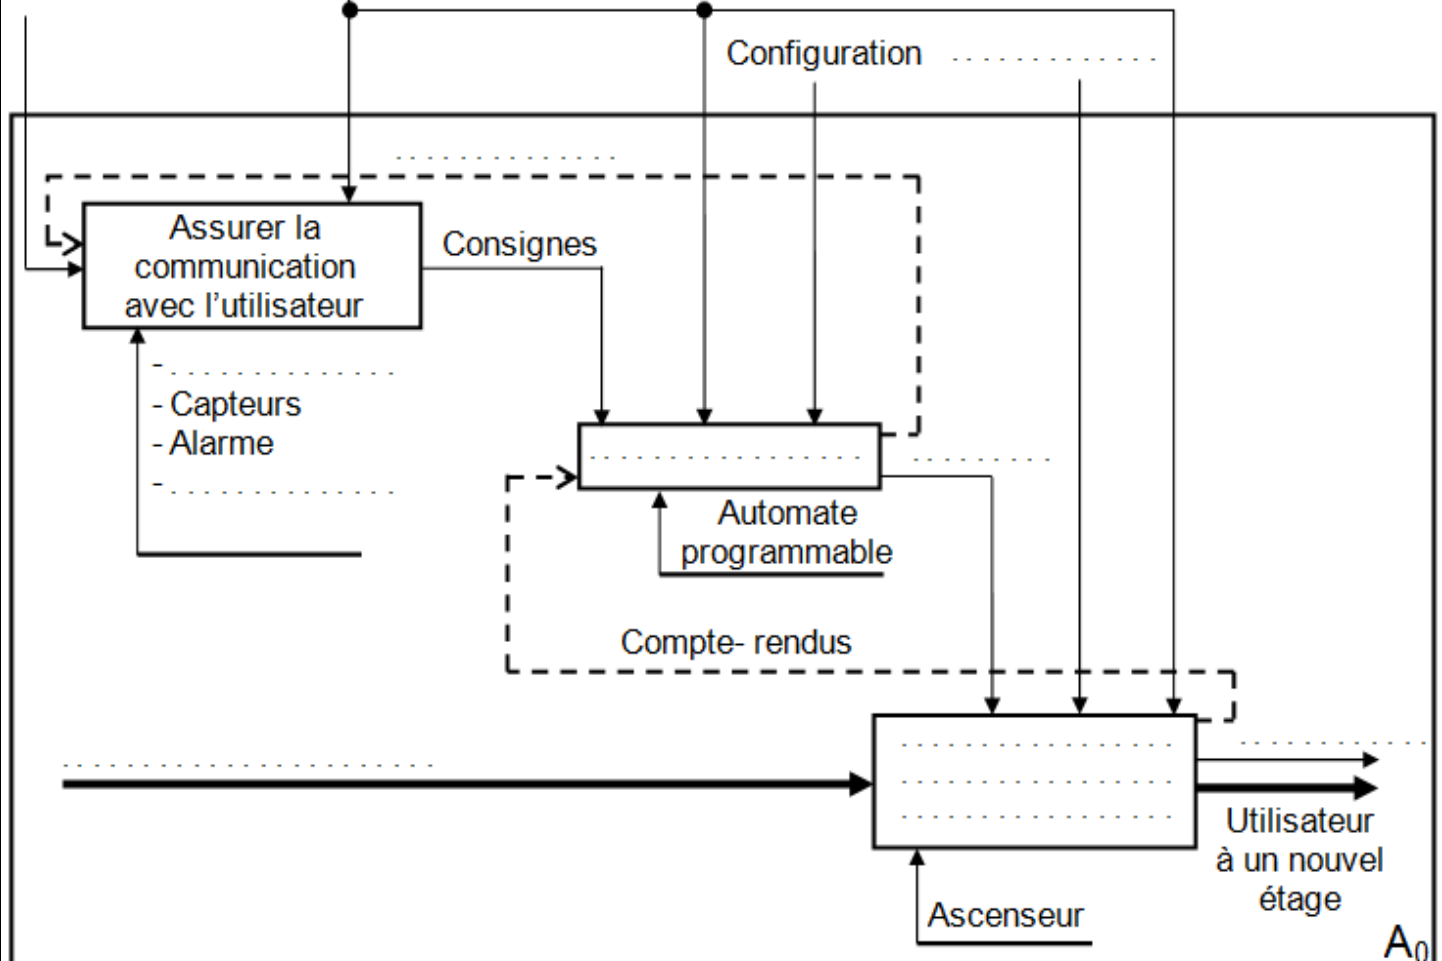 Configuration . . . . . . . . . . . . .
. . . . . . . . . . . . . .
Assurer la
communication
avec l’utilisateur
Consignes
- . . . . . . . . . . . . . .
- Capteurs
- Alarme
- . . . . . . . . . . . . . .
. . . . . . . . . . . . . . . . .
. . . . . . . . .
Automate
programmable
Compte- rendus
. . . . . . . . . . . . . . . . . . . . . . .
. . . . . . . . . . . . . . . . .
. . . . . . . . . . . . . . . . .
. . . . . . . . . . . . . . . . .
. . . . . . . . . . . .
Utilisateur
à un nouvel
étage
Ascenseur
A0